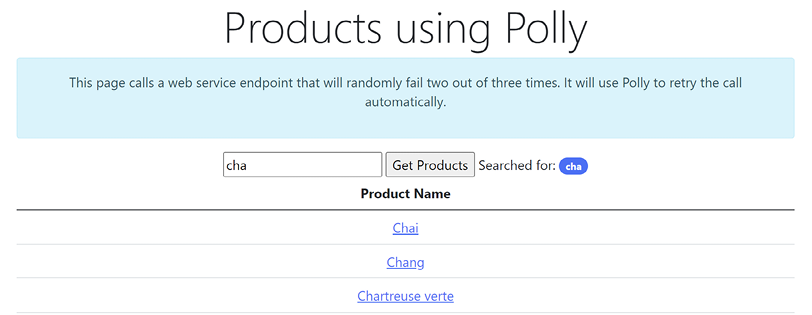 Products using Polly
This page calls a web service endpoint that will randomly fail two out of three times. It will use Polly to retry the call
automatically.
cha Get Products Searched for: cha
Product Name
Chai
Chang
Chartreuse verte